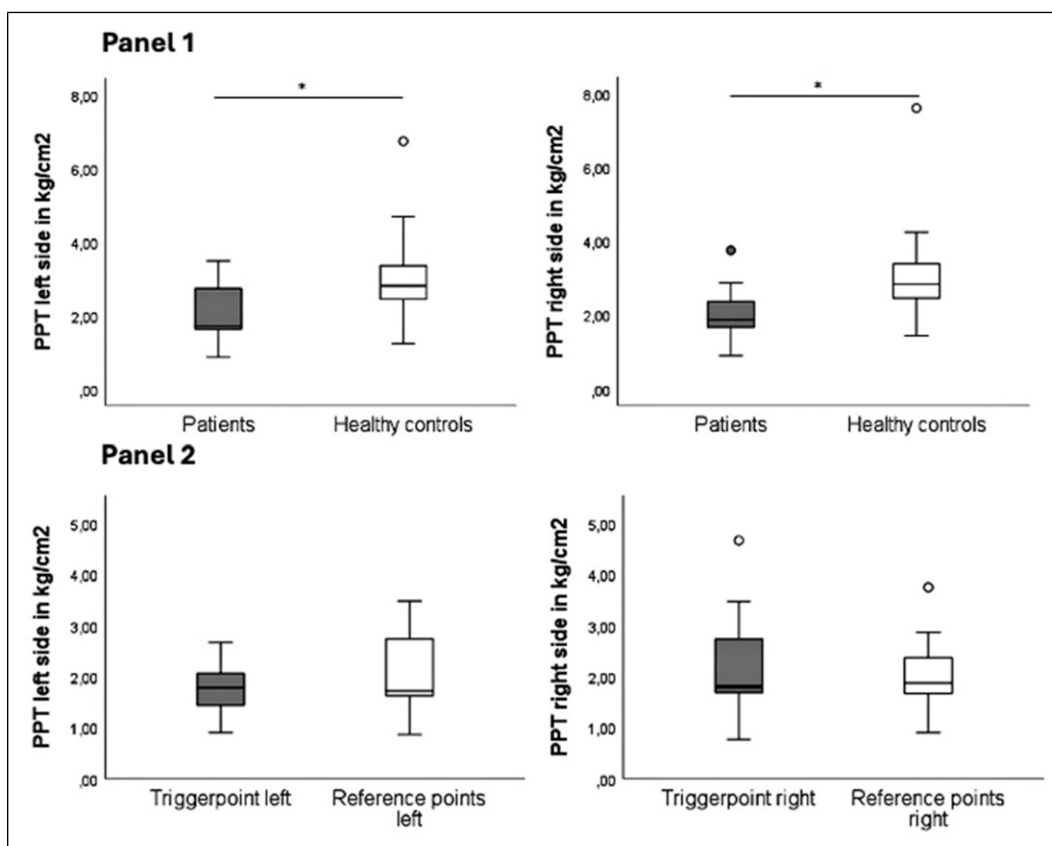 Panel 1
PPT left side in kg/cm2
8,00
6,00
4,00
2,00
,00
*
Patients
Healthy controls
PPT right side in kg/cm2
8,00
6,00
4,00
2,00
,00
*
Patients
Healthy controls
Panel 2
PPT left side in kg/cm2
5,00
4,00
3,00
2,00
1,00
,00
Triggerpoint left
Reference points
left
PPT right side in kg/cm2
5,00
4,00
3,00
2,00
1,00
,00
Triggerpoint right
Reference points
right